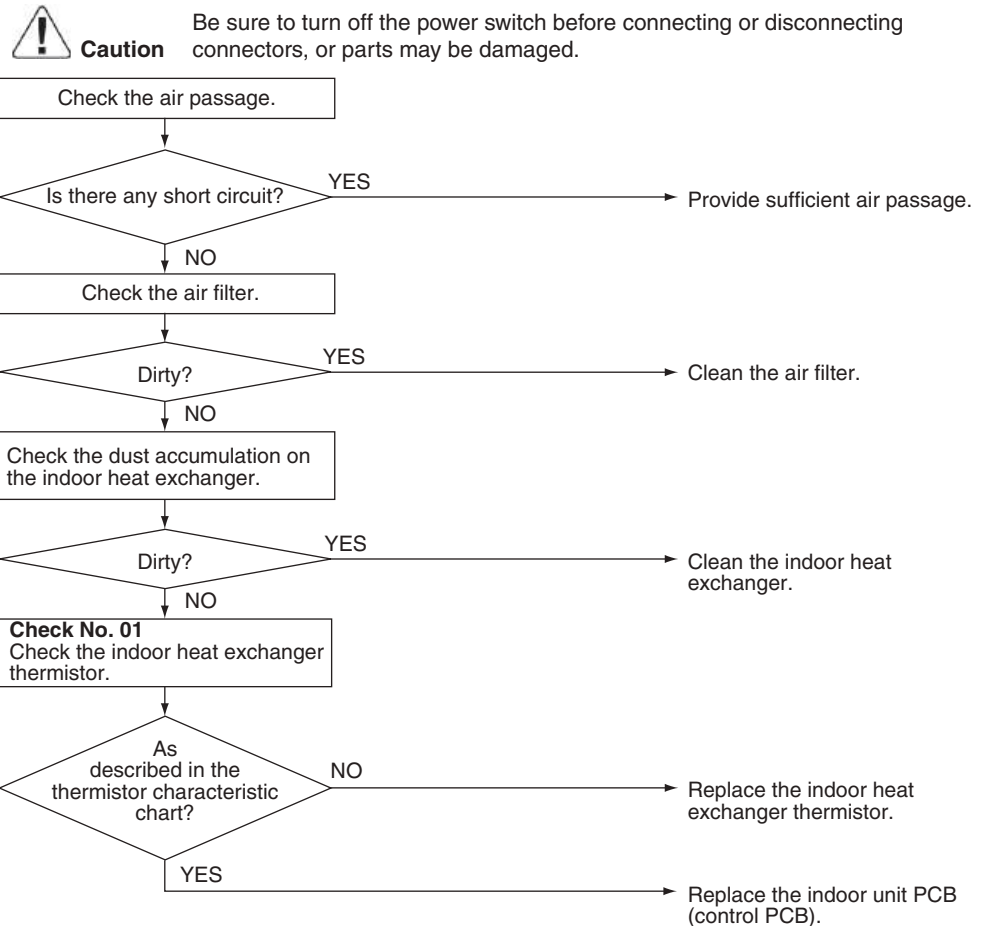 Caution
Be sure to turn off the power switch before connecting or disconnecting
connectors, or parts may be damaged.
Check the air passage.
Is there any short circuit?
YES
Provide sufficient air passage.
NO
Check the air filter.
Dirty?
YES
Clean the air filter.
NO
Check the dust accumulation on
the indoor heat exchanger.
Dirty?
YES
Clean the indoor heat
exchanger.
NO
Check No. 01
Check the indoor heat exchanger
thermistor.
As
described in the
thermistor characteristic
chart?
NO
Replace the indoor heat
exchanger thermistor.
YES
Replace the indoor unit PCB
(control PCB).